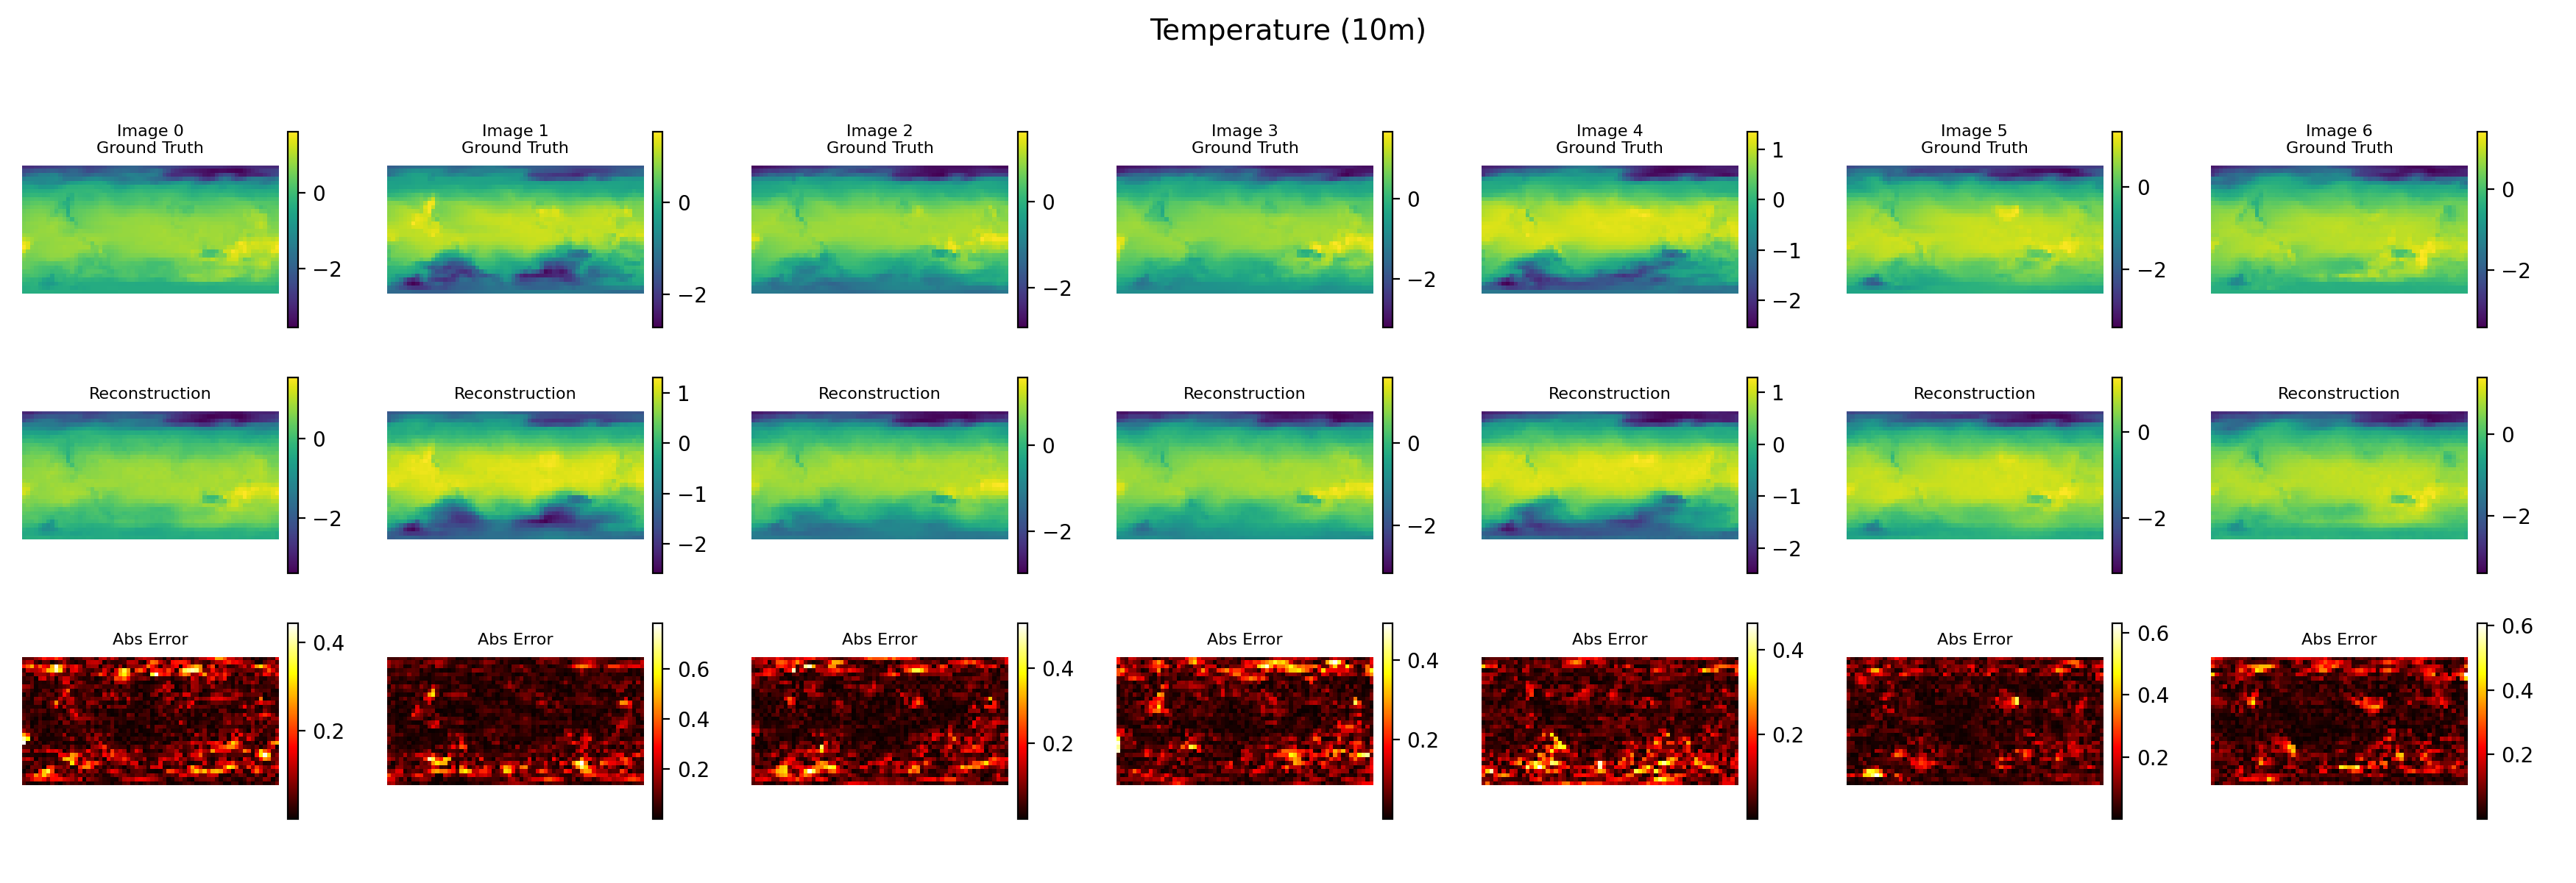 Temperature (10m)
Image 0
Ground Truth
0
−2
Image 1
Ground Truth
0
−2
Image 2
Ground Truth
0
−2
Image 3
Ground Truth
0
−2
Image 4
Ground Truth
1
0
−1
−2
Image 5
Ground Truth
0
−2
Image 6
Ground Truth
0
−2
Reconstruction
0
−2
Reconstruction
1
0
−1
−2
Reconstruction
0
−2
Reconstruction
0
−2
Reconstruction
1
0
−1
−2
Reconstruction
0
−2
Reconstruction
0
−2
Abs Error
0.4
0.2
Abs Error
0.6
0.4
0.2
Abs Error
0.4
0.2
Abs Error
0.4
0.2
Abs Error
0.4
0.2
Abs Error
0.6
0.4
0.2
Abs Error
0.6
0.4
0.2